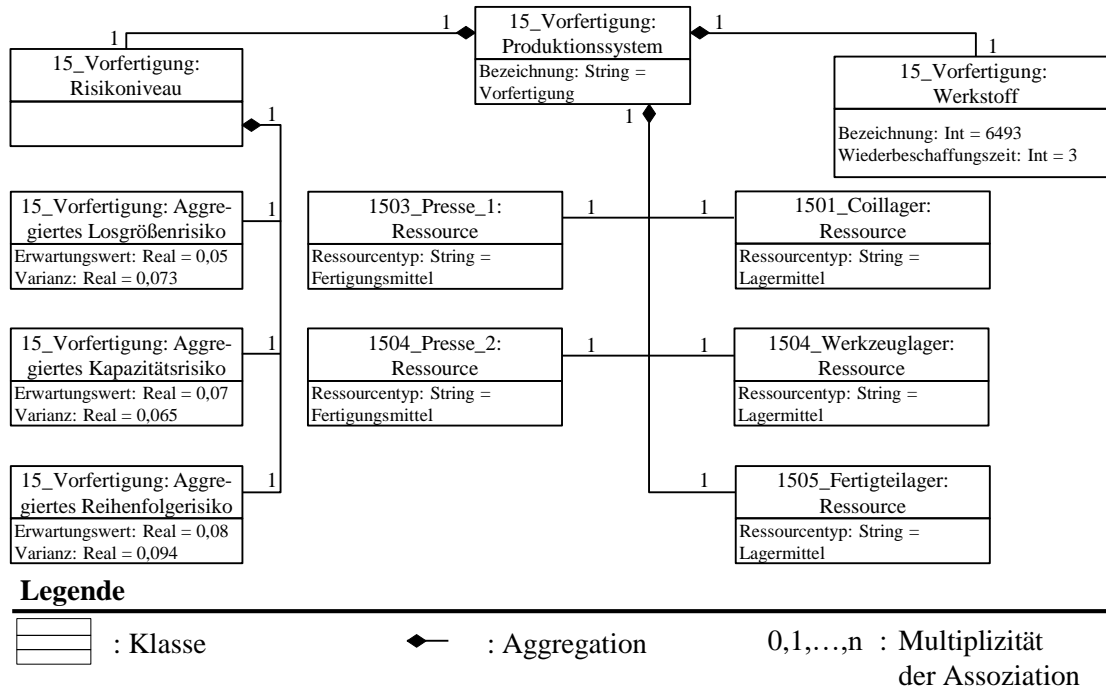 15_Vorfertigung:
Produktionssystem
Bezeichnung: String =
Vorfertigung
1
1
1
1
1
15_Vorfertigung:
Risikoniveau
1
15_Vorfertigung:
Werkstoff
Bezeichnung: Int = 6493
Wiederbeschaffungszeit: Int = 3
15_Vorfertigung: Aggre-
giertes Losgrößenrisiko
Erwartungswert: Real = 0,05
Varianz: Real = 0,073
1
1503_Presse_1:
Ressource
Ressourcentyp: String =
Fertigungsmittel
1
1
1501_Coillager:
Ressource
Ressourcentyp: String =
Lagermittel
15_Vorfertigung: Aggre-
giertes Kapazitätsrisiko
Erwartungswert: Real = 0,07
Varianz: Real = 0,065
1
1504_Presse_2:
Ressource
Ressourcentyp: String =
Fertigungsmittel
1
1
1504_Werkzeuglager:
Ressource
Ressourcentyp: String =
Lagermittel
15_Vorfertigung: Aggre-
giertes Reihenfolgerisiko
Erwartungswert: Real = 0,08
Varianz: Real = 0,094
1
1
1505_Fertigteillager:
Ressource
Ressourcentyp: String =
Lagermittel
Legende
: Klasse
: Aggregation
0,1,…,n : Multiplizität
der Assoziation